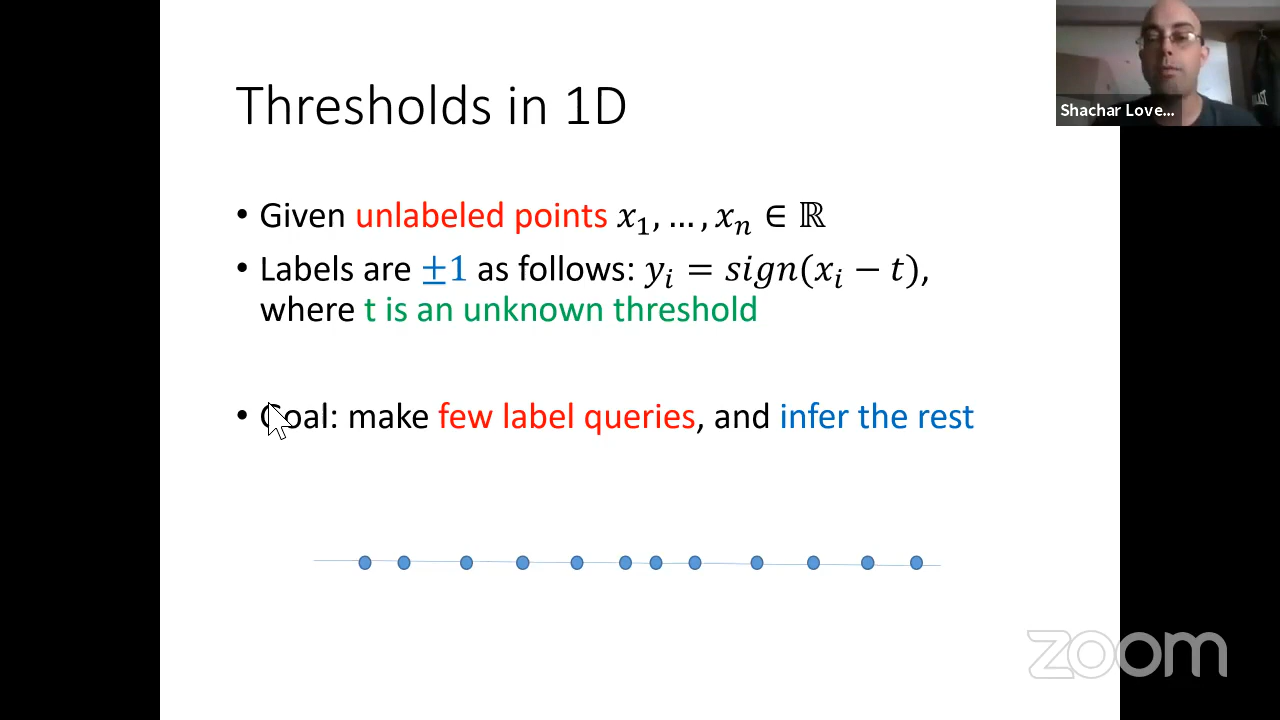 Thresholds in 1D
Shachar Love...
• Given unlabeled points x₁, ..., xₙ ∈ ℝ
• Labels are ±1 as follows: yᵢ = sign(xᵢ − t),
where t is an unknown threshold
• Goal: make few label queries, and infer the rest
zoom